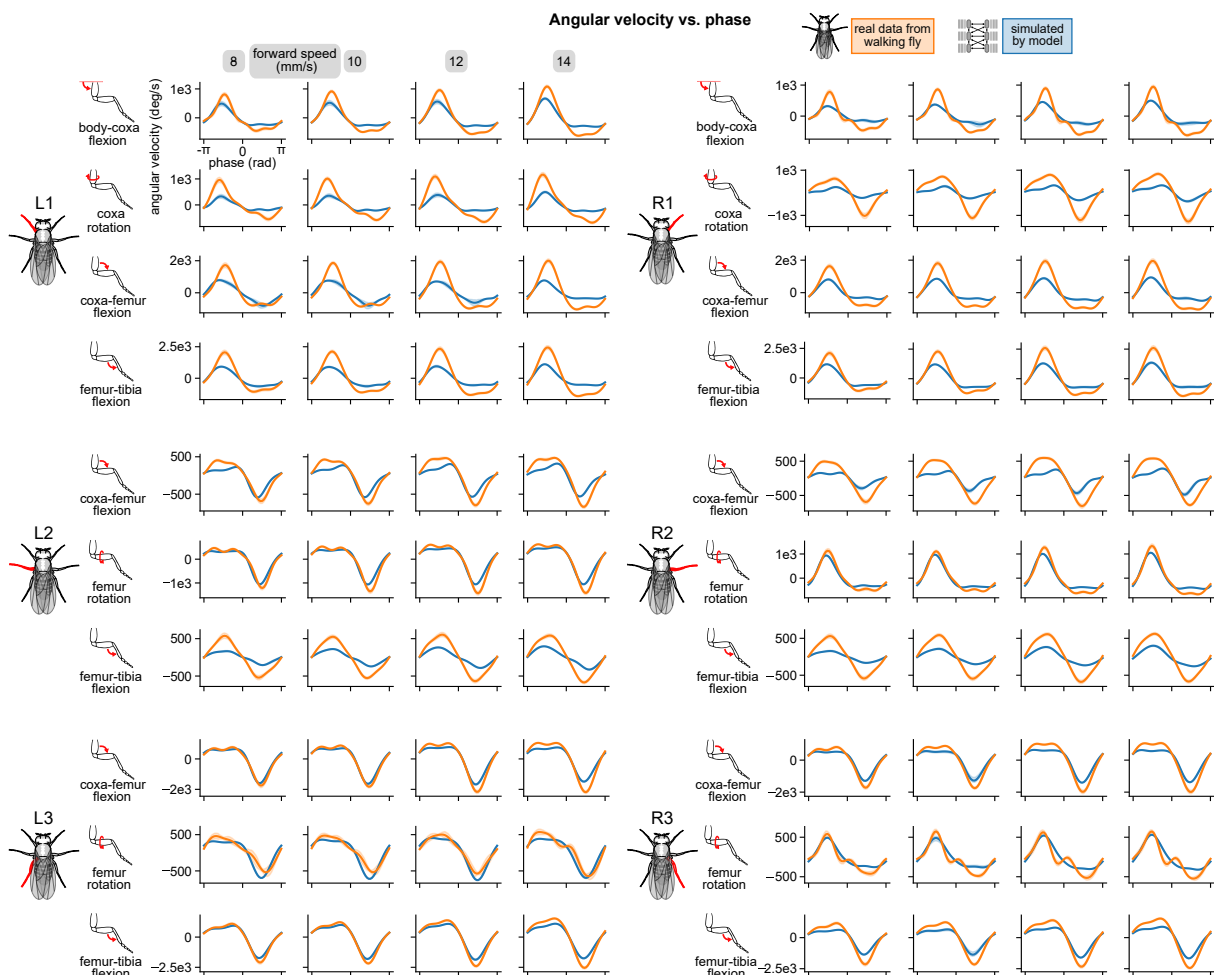 Angular velocity vs. phase
real data from
walking fly
simulated
by model
forward speed
(mm/s)
8
10
12
14
angular velocity (deg/s)
L1
body-coxa
flexion
1e3
0
-π
0
π
phase (rad)
coxa
rotation
1e3
0
coxa-femur
flexion
2e3
0
femur-tibia
flexion
2.5e3
0
L2
coxa-femur
flexion
500
−500
femur
rotation
0
−1e3
femur-tibia
flexion
500
−500
L3
coxa-femur
flexion
0
−2e3
femur
rotation
500
−500
femur-tibia
flexion
0
−2.5e3
R1
body-coxa
flexion
1e3
0
coxa
rotation
1e3
−1e3
coxa-femur
flexion
2e3
0
femur-tibia
flexion
2.5e3
0
R2
coxa-femur
flexion
500
−500
femur
rotation
1e3
0
femur-tibia
flexion
500
−500
R3
coxa-femur
flexion
0
−2e3
femur
rotation
500
−500
femur-tibia
flexion
0
−2.5e3